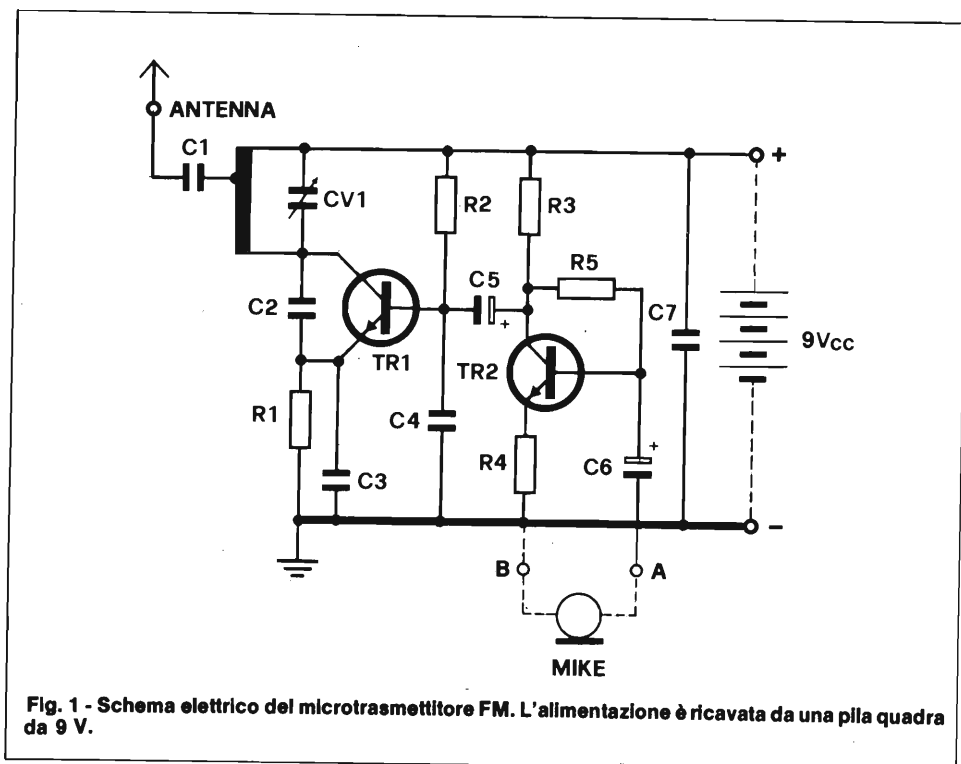 ANTENNA
C1
CV1
R2
R3
R5
C5
+
C2
C7
9Vcc
TR1
TR2
R1
C4
R4
C6
+
C3
+
-
B
A
MIKE
Fig. 1 - Schema elettrico del microtrasmettitore FM. L'alimentazione è ricavata da una pila quadra
da 9 V.